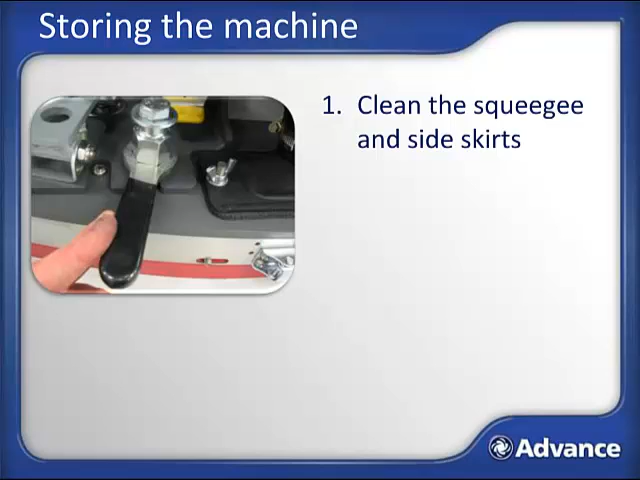 Storing the machine
1. Clean the squeegee
and side skirts
Advance